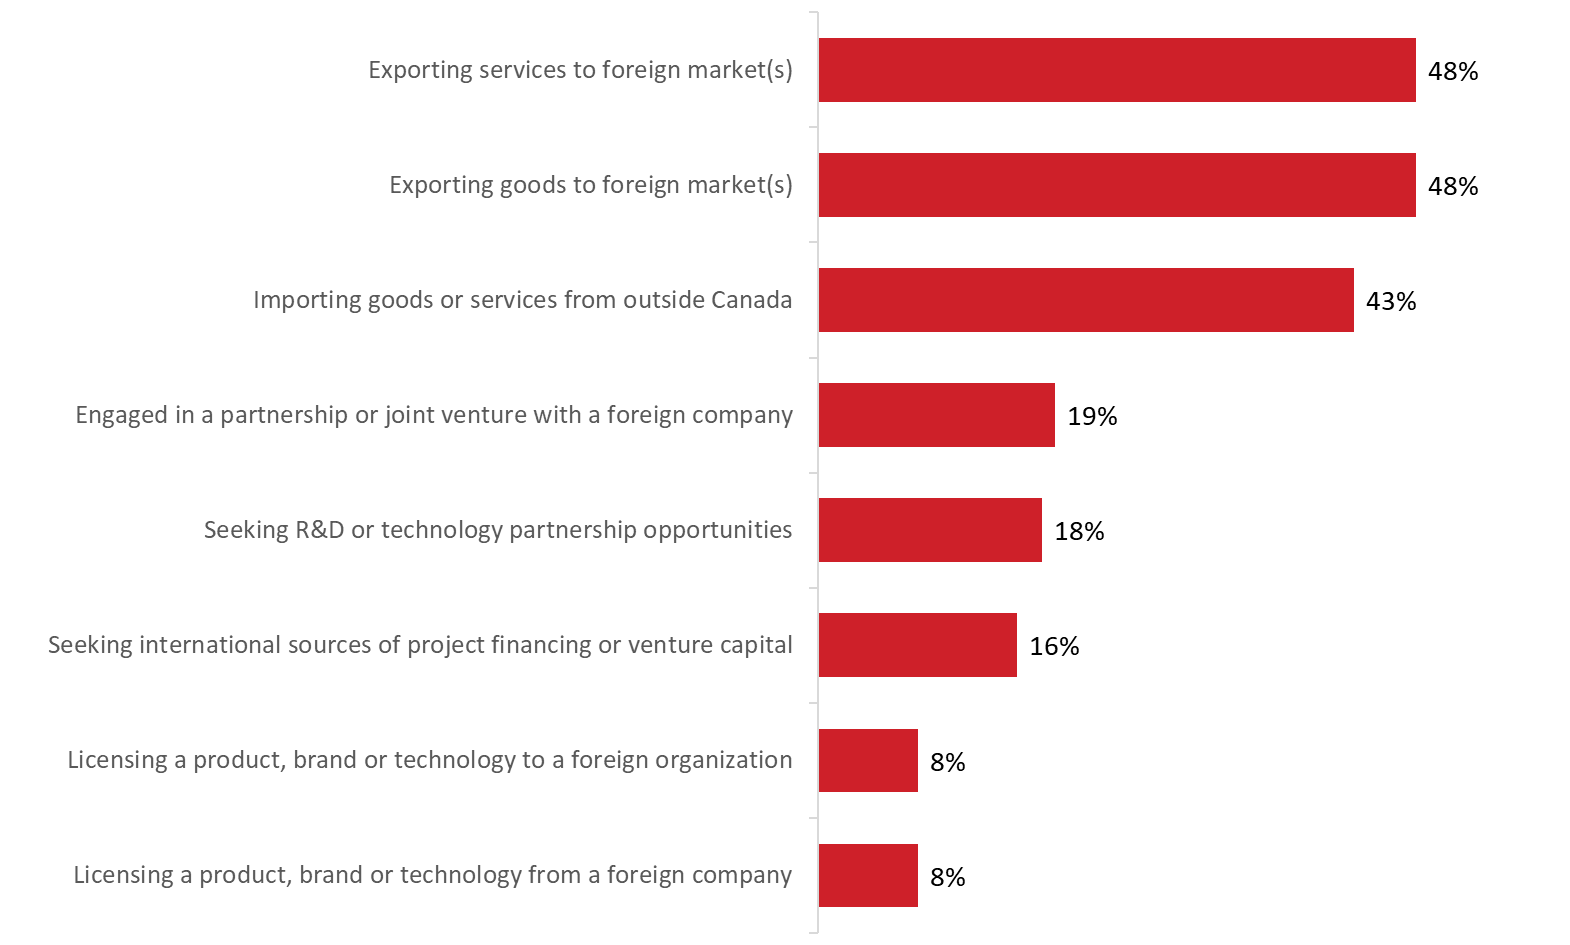 Exporting services to foreign market(s) 48%
Exporting goods to foreign market(s) 48%
Importing goods or services from outside Canada 43%
Engaged in a partnership or joint venture with a foreign company 19%
Seeking R&D or technology partnership opportunities 18%
Seeking international sources of project financing or venture capital 16%
Licensing a product, brand or technology to a foreign organization 8%
Licensing a product, brand or technology from a foreign company 8%